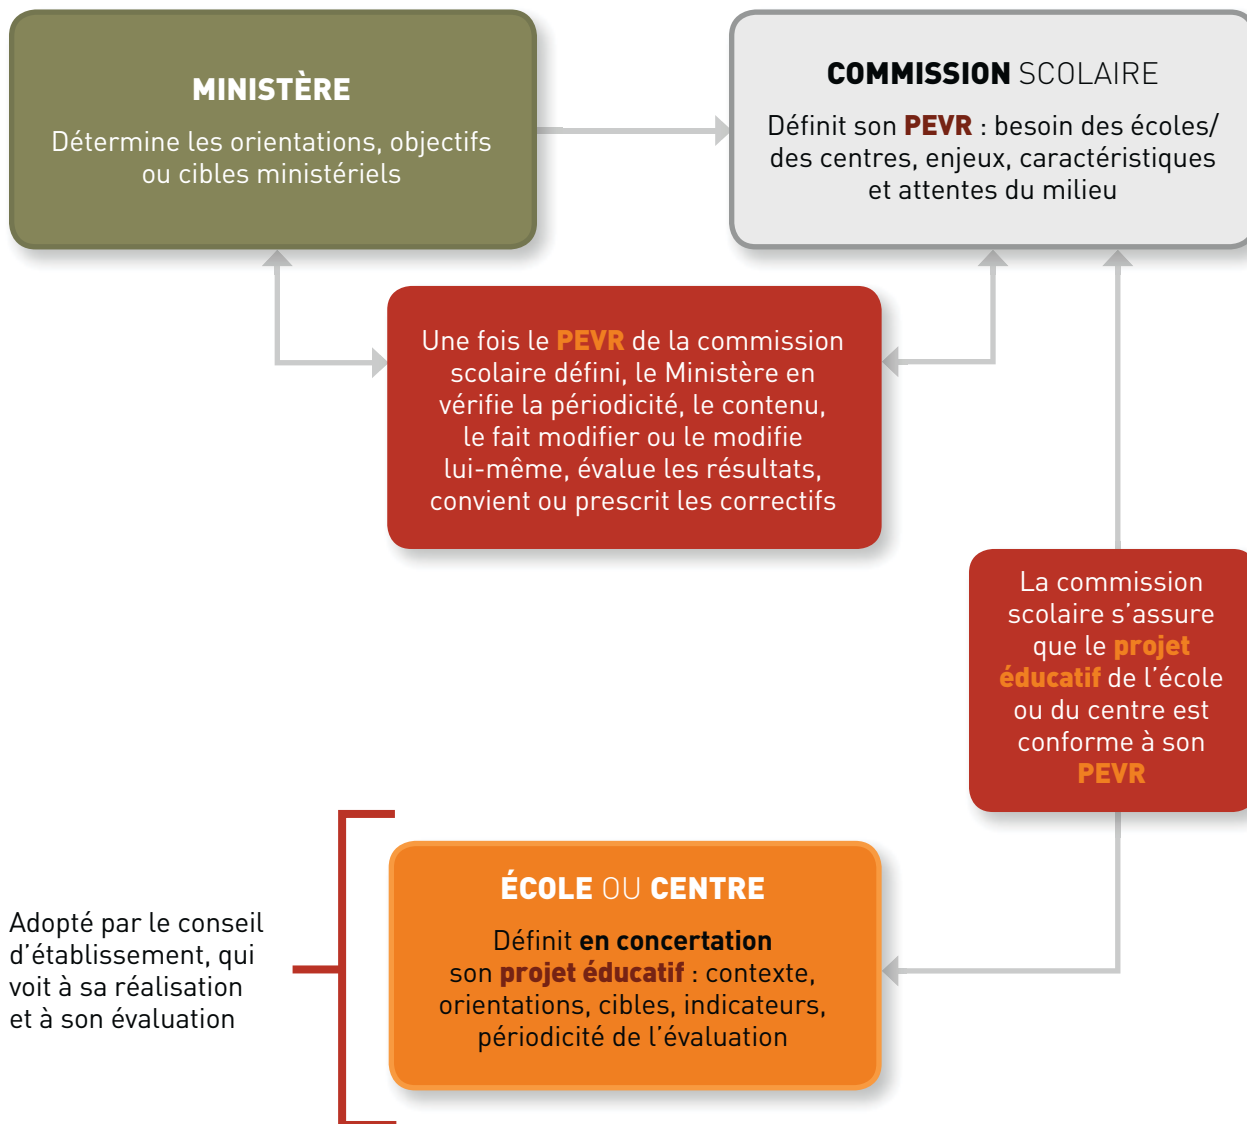 MINISTÈRE
Détermine les orientations, objectifs
ou cibles ministériels
COMMISSION SCOLAIRE
Définit son PEVR : besoin des écoles/
des centres, enjeux, caractéristiques
et attentes du milieu
Une fois le PEVR de la commission
scolaire défini, le Ministère en
vérifie la périodicité, le contenu,
le fait modifier ou le modifie
lui-même, évalue les résultats,
convient ou prescrit les correctifs
La commission
scolaire s’assure
que le projet
éducatif de l’école
ou du centre est
conforme à son
PEVR
Adopté par le conseil
d’établissement, qui
voit à sa réalisation
et à son évaluation
ÉCOLE OU CENTRE
Définit en concertation
son projet éducatif : contexte,
orientations, cibles, indicateurs,
périodicité de l’évaluation